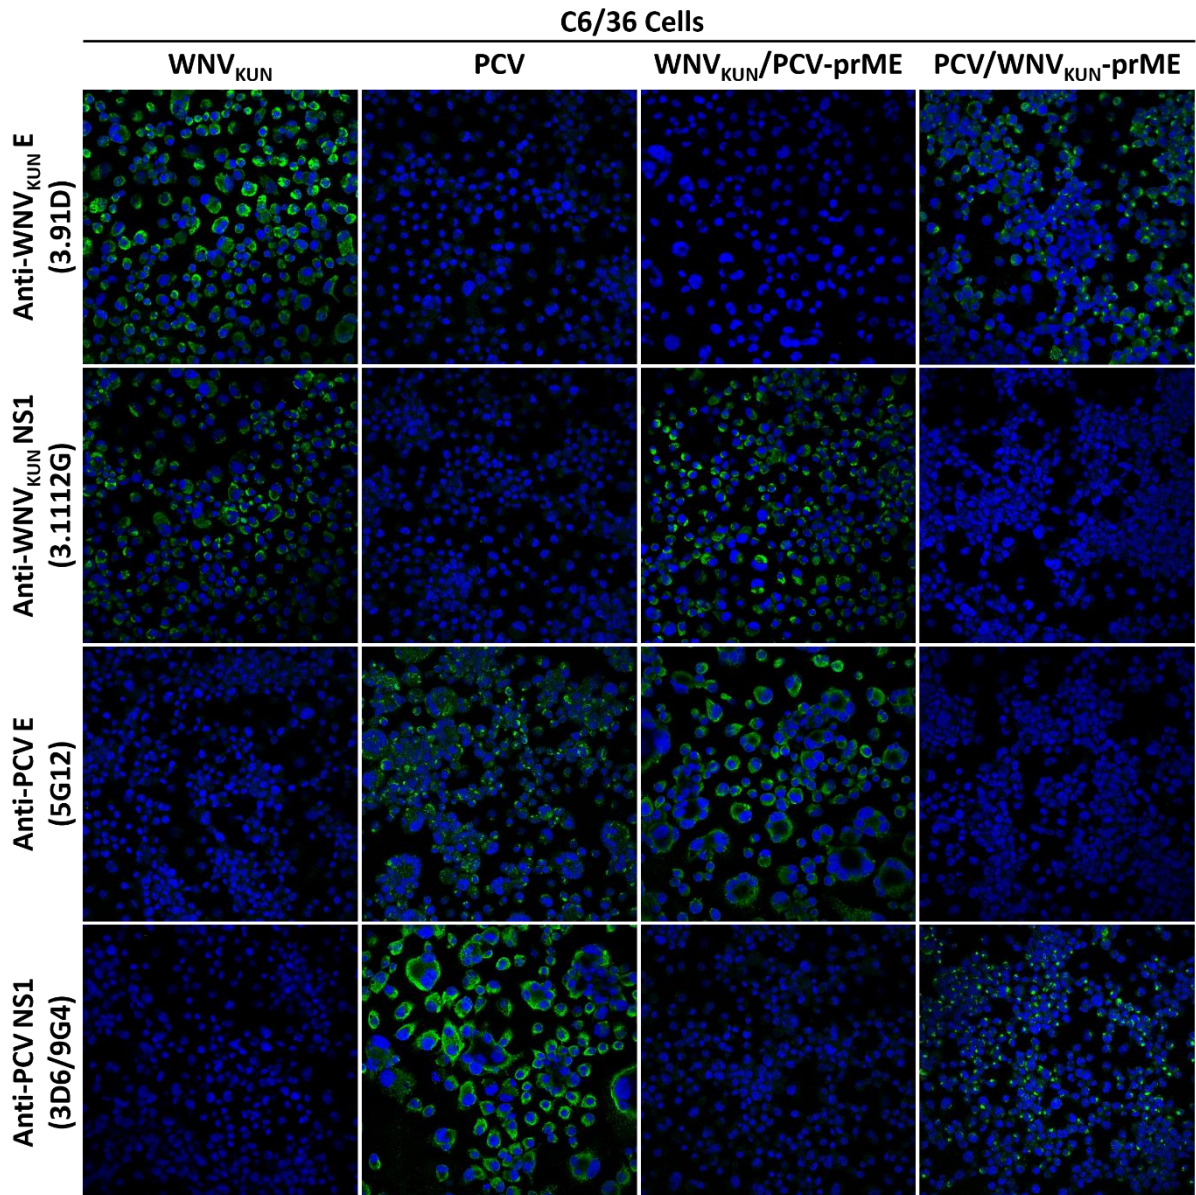 C6/36 Cells
WNVKUN PCV WNVKUN/PCV-prME PCV/WNVKUN-prME
Anti-WNVKUN E
(3.91D)
Anti-WNVKUN NS1
(3.1112G)
Anti-PCV E
(5G12)
Anti-PCV NS1
(3D6/9G4)